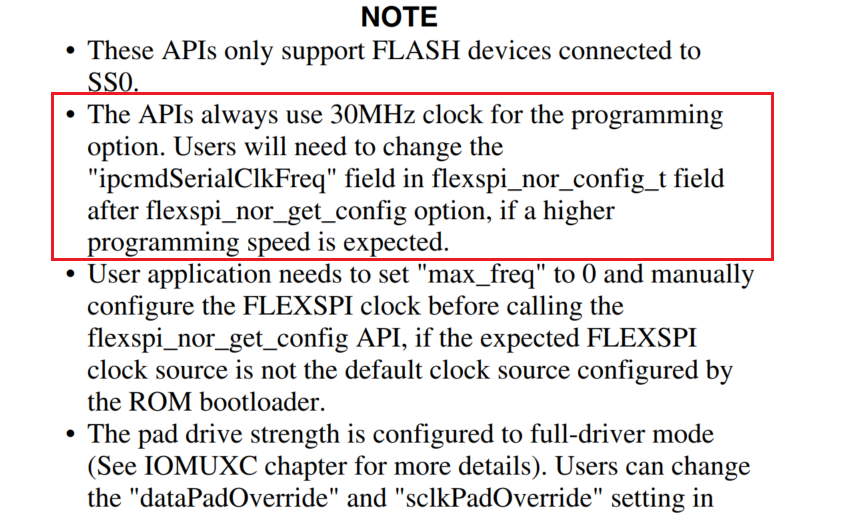 NOTE
• These APIs only support FLASH devices connected to
SS0.
• The APIs always use 30MHz clock for the programming
option. Users will need to change the
"ipcmdSerialClkFreq" field in flexspi_nor_config_t field
after flexspi_nor_get_config option, if a higher
programming speed is expected.
• User application needs to set "max_freq" to 0 and manually
configure the FLEXSPI clock before calling the
flexspi_nor_get_config API, if the expected FLEXSPI
clock source is not the default clock source configured by
the ROM bootloader.
• The pad drive strength is configured to full-driver mode
(See IOMUXC chapter for more details). Users can change
the "dataPadOverride" and "sclkPadOverride" setting in